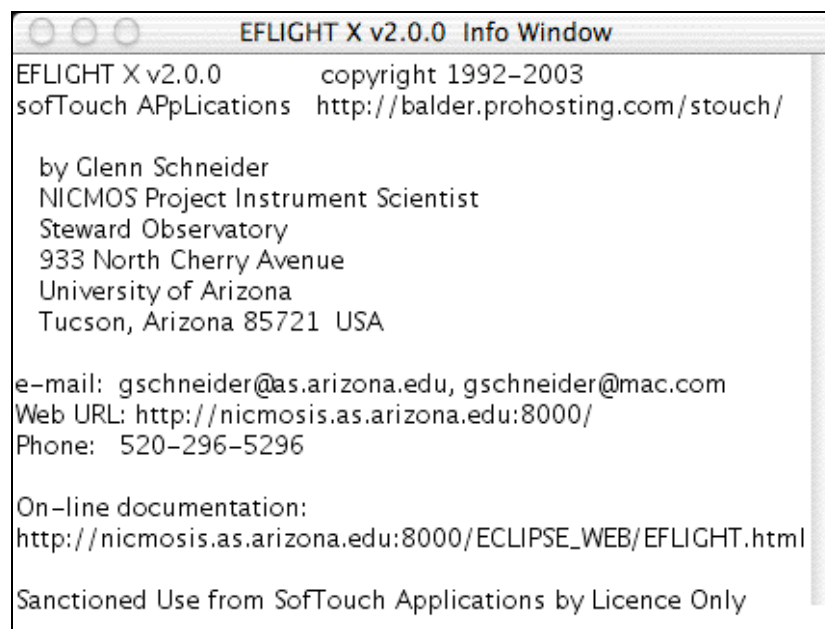 EFLIGHT X v2.0.0 Info Window
EFLIGHT X v2.0.0 copyright 1992-2003
sofTouch APpLications http://balder.prohosting.com/stouch/
by Glenn Schneider
NICMOS Project Instrument Scientist
Steward Observatory
933 North Cherry Avenue
University of Arizona
Tucson, Arizona 85721 USA
e-mail: gschneider@as.arizona.edu, gschneider@mac.com
Web URL: http://nicmosis.as.arizona.edu:8000/
Phone: 520-296-5296
On-line documentation:
http://nicmosis.as.arizona.edu:8000/ECLIPSE_WEB/EFLIGHT.html
Sanctioned Use from SofTouch Applications by Licence Only